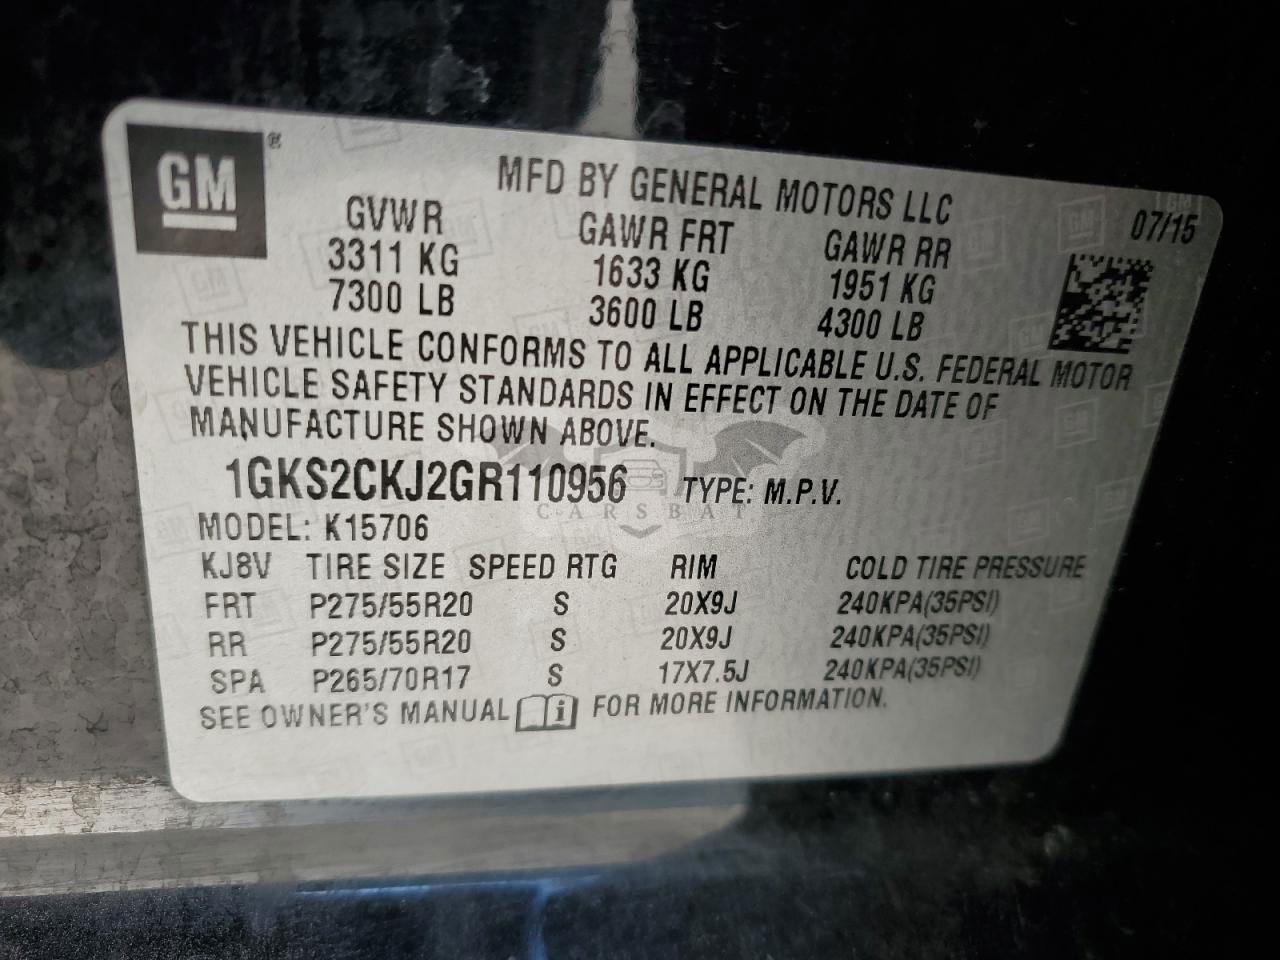 GM
MFD BY GENERAL MOTORS LLC
07/15
GVWR GAWR FRT GAWR RR
3311 KG 1633 KG 1951 KG
7300 LB 3600 LB 4300 LB
THIS VEHICLE CONFORMS TO ALL APPLICABLE U.S. FEDERAL MOTOR
VEHICLE SAFETY STANDARDS IN EFFECT ON THE DATE OF
MANUFACTURE SHOWN ABOVE.
1GKS2CKJ2GR110956 TYPE: M.P.V.
CARSBAT
MODEL: K15706
KJ8V TIRE SIZE SPEED RTG RIM COLD TIRE PRESSURE
FRT P275/55R20 S 20X9J 240KPA(35PSI)
RR P275/55R20 S 20X9J 240KPA(35PSI)
SPA P265/70R17 S 17X7.5J 240KPA(35PSI)
SEE OWNER'S MANUAL i FOR MORE INFORMATION.